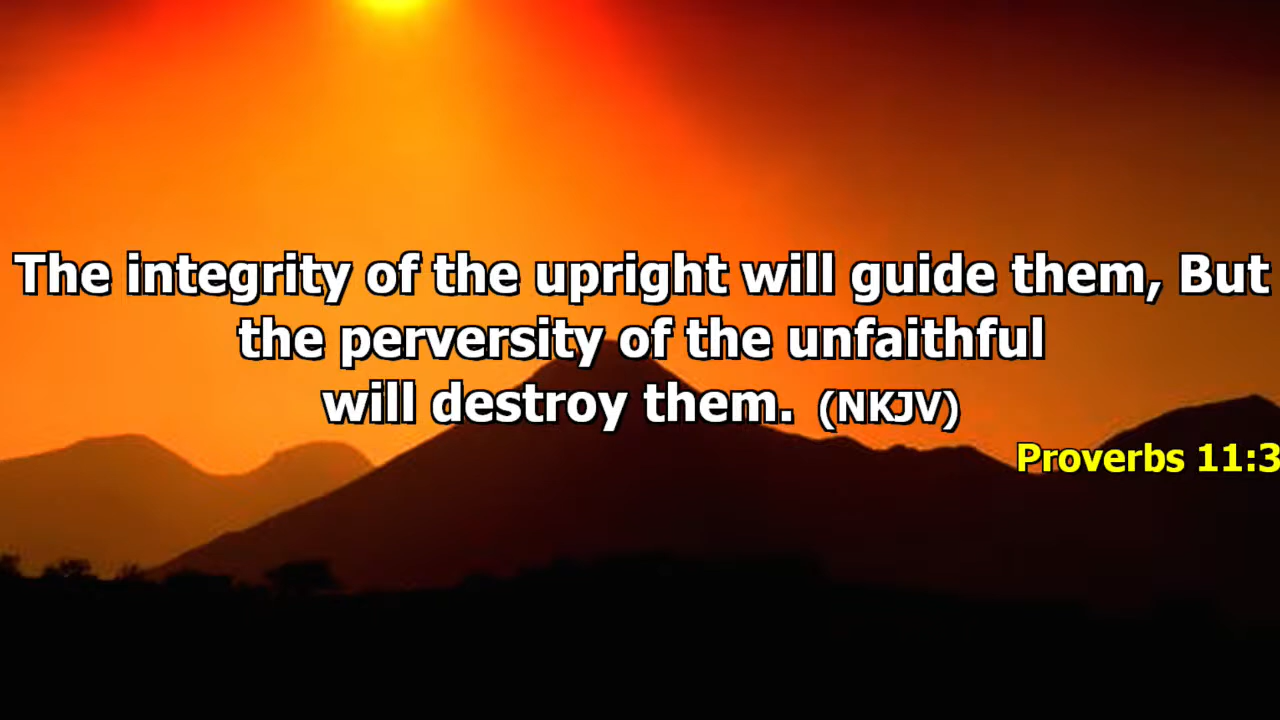 The integrity of the upright will guide them, But
the perversity of the unfaithful
will destroy them. (NKJV)
Proverbs 11:3